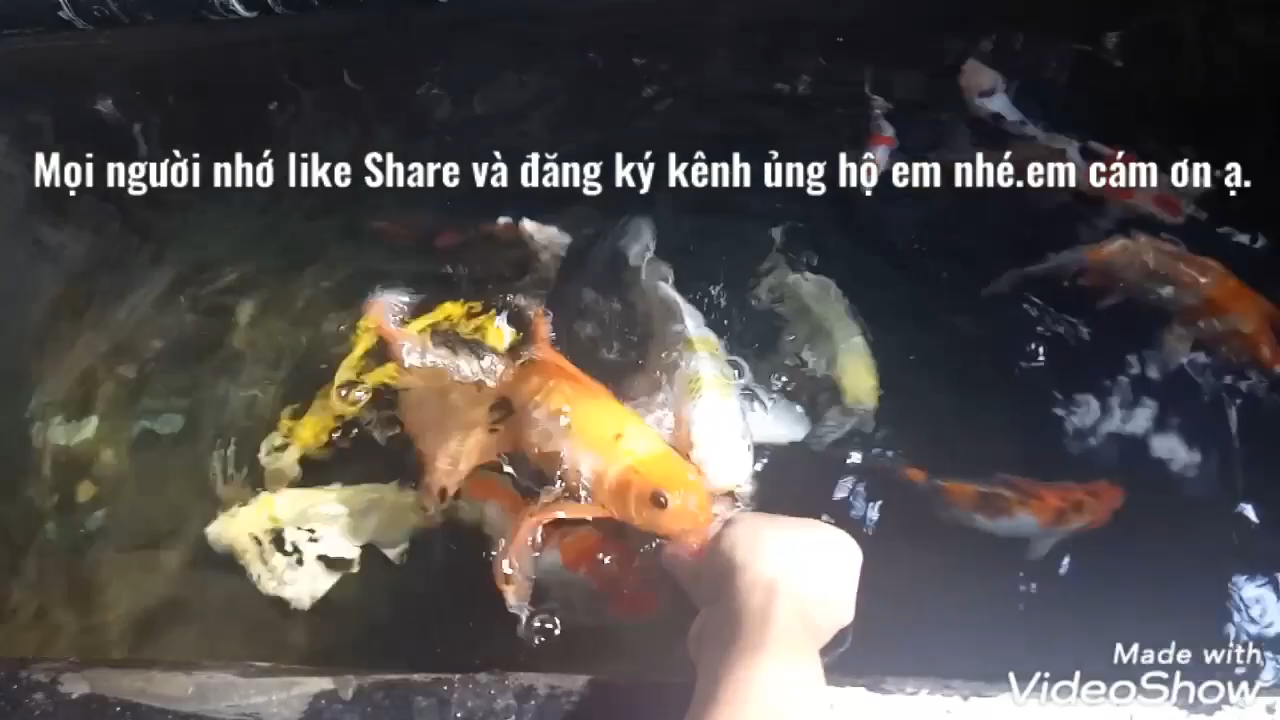 Mọi người nhớ like Share và đăng ký kênh ủng hộ em nhé.em cám ơn ạ.
Made with
VideoShow